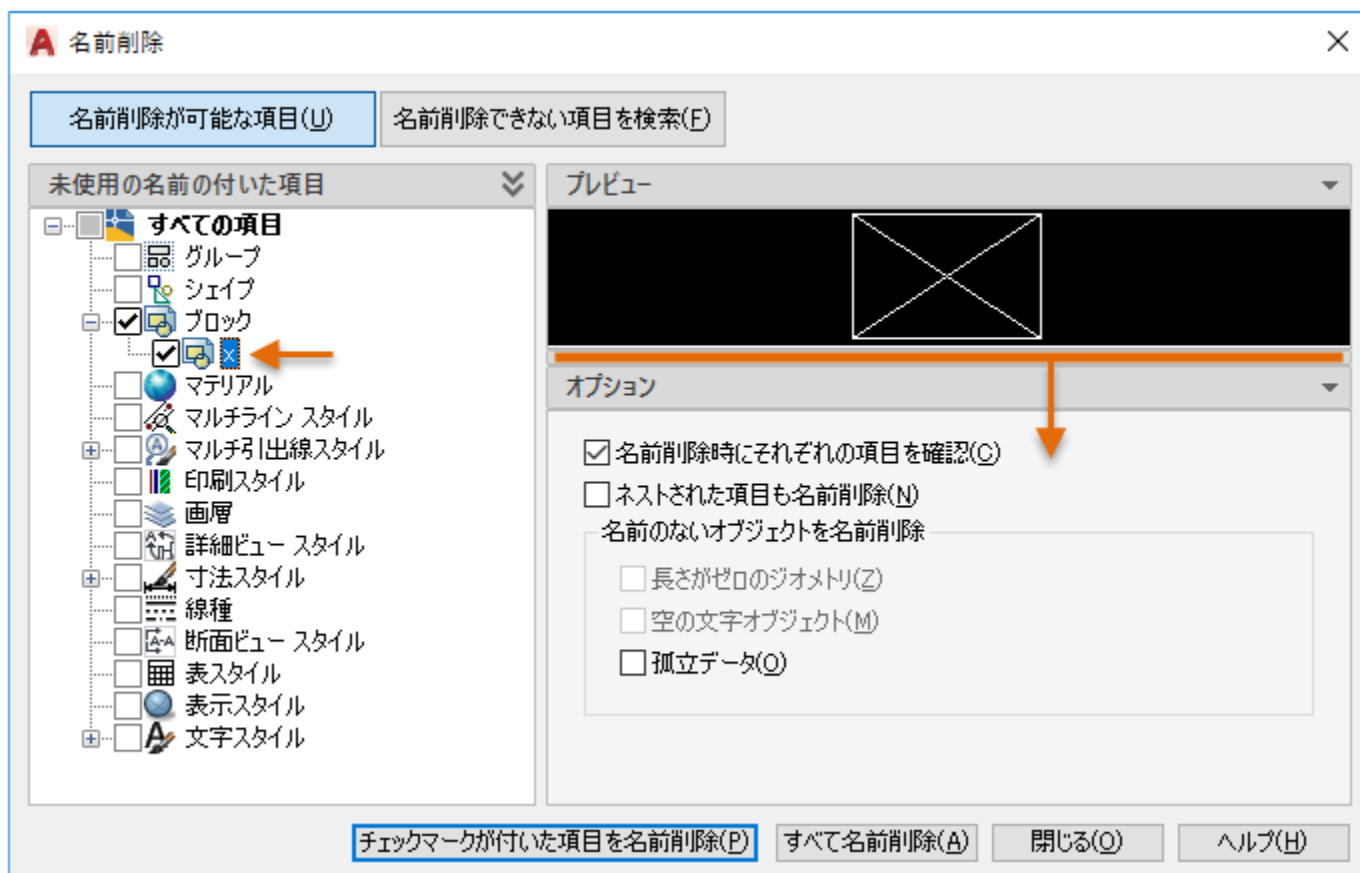 名前削除
名前削除が可能な項目(U)
名前削除できない項目を検索(F)
未使用の名前の付いた項目
すべての項目
グループ
シェイプ
ブロック
x
マテリアル
マルチライン スタイル
マルチ引出線スタイル
印刷スタイル
画層
詳細ビュー スタイル
寸法スタイル
線種
断面ビュー スタイル
表スタイル
表示スタイル
文字スタイル
プレビュー
オプション
名前削除時にそれぞれの項目を確認(C)
ネストされた項目も名前削除(N)
名前のないオブジェクトを名前削除
長さがゼロのジオメトリ(Z)
空の文字オブジェクト(M)
孤立データ(O)
チェックマークが付いた項目を名前削除(P)
すべて名前削除(A)
閉じる(O)
ヘルプ(H)